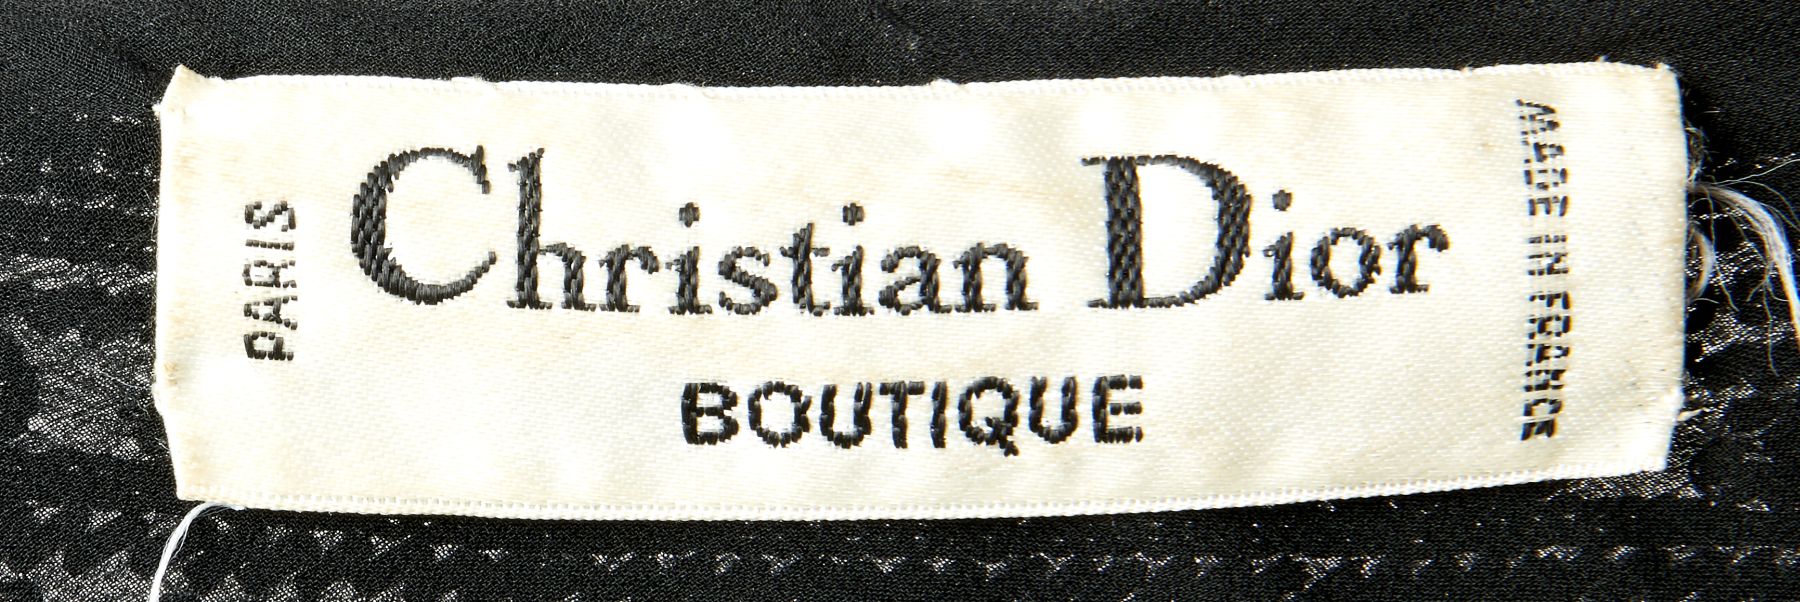 PARIS
Christian Dior
BOUTIQUE
MADE IN FRANCE